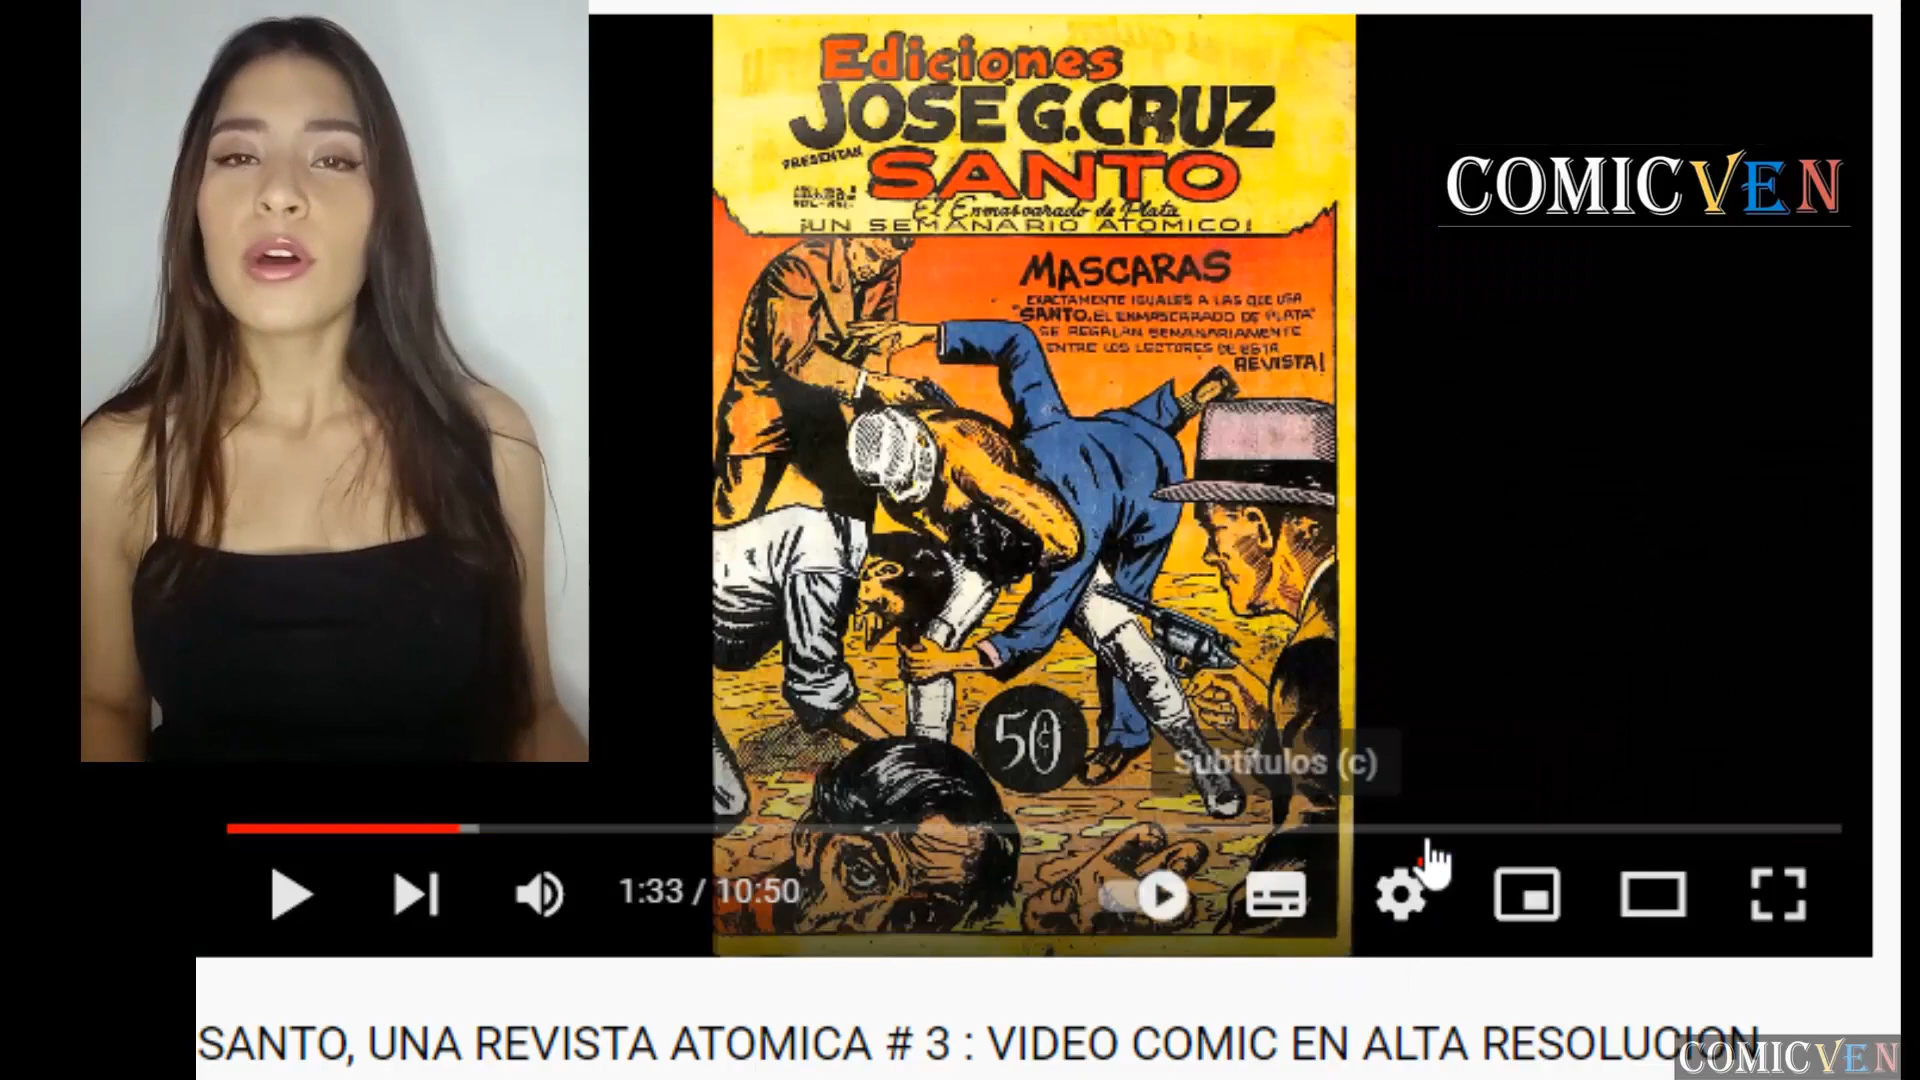 Ediciones
JOSE G. CRUZ
PRESENTAN
SANTO
El Enmascarado de Plata
¡UN SEMANARIO ATOMICO!
MASCARAS
EXACTAMENTE IGUALES A LAS QUE USA
"SANTO, EL ENMASCARADO DE PLATA"
SE REGALAN SEMANARIAMENTE
ENTRE LOS LECTORES DE ESTA
REVISTA!
50¢
COMICVEN
Subtítulos (c)
1:33 / 10:50
SANTO, UNA REVISTA ATOMICA # 3 : VIDEO COMIC EN ALTA RESOLUCION
COMICVEN